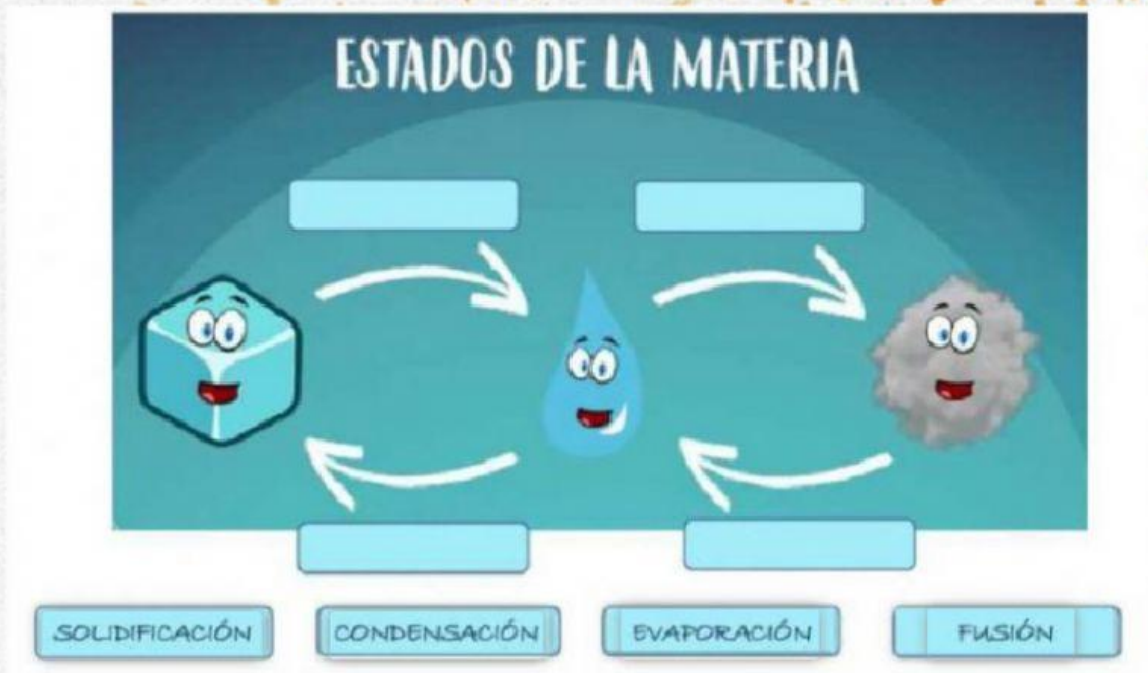 ESTADOS DE LA MATERIA
SOLIDIFICACIÓN
CONDENSACIÓN
EVAPORACIÓN
FUSIÓN